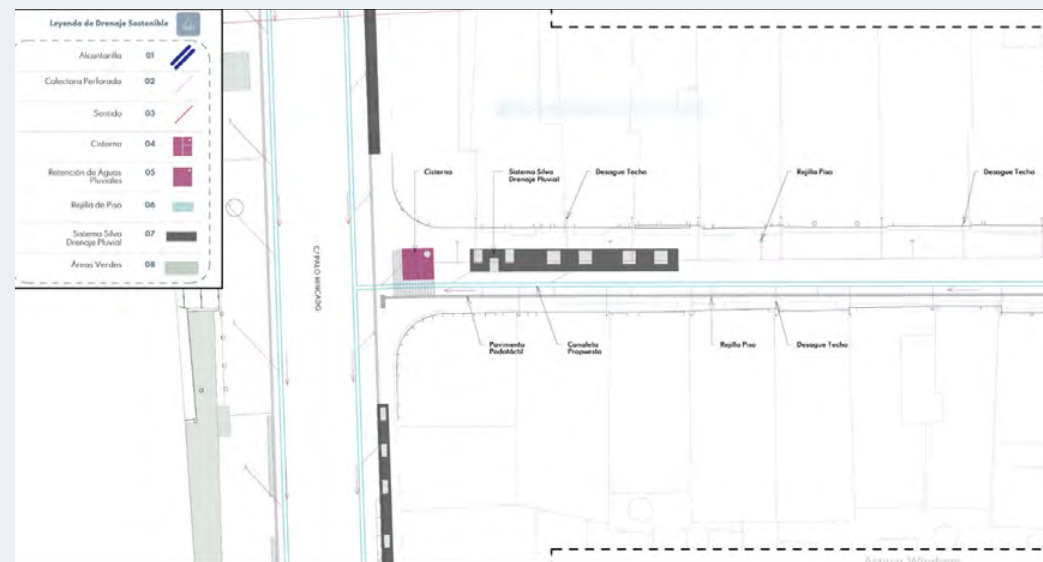 Leyenda de Drenaje Sostenible
Alcantarilla 01
Colectora Perforada 02
Sentido 03
Cisterna 04
Retención de Aguas
Pluviales 05
Rejilla de Piso 06
Sistema Silva
Drenaje Pluvial 07
Áreas Verdes 08
Cisterna
Sistema Silva
Drenaje Pluvial
Desague Techo
Rejilla Piso
Desague Techo
C/ PALO HINCADO
Pavimento
Podotáctil
Canaleta
Propuesta
Rejilla Piso
Desague Techo
Activar Windows